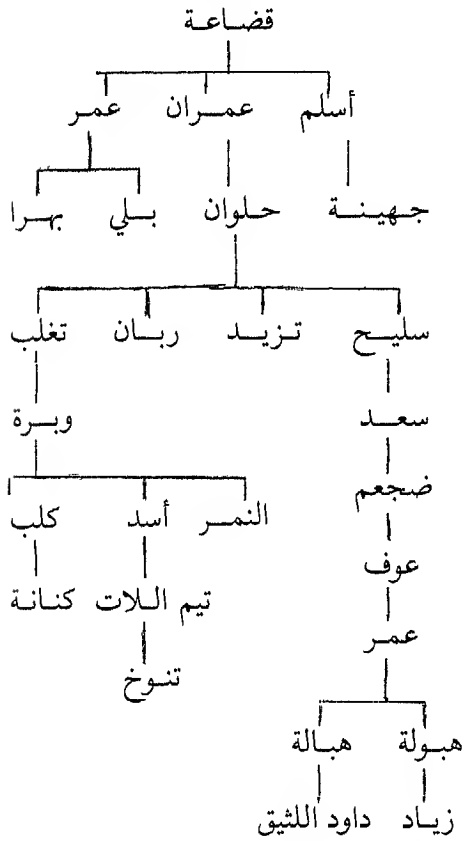 قضاعة
أسلم عمران عمر
جهينة حلوان بلي بهرا
سليح تزيد ربان تغلب
سعد وبرة
ضجعم
النمر أسد كلب
عوف
تيم اللات كنانة
عمر
تنوخ
هبولة هبالة
زياد داود اللثيق